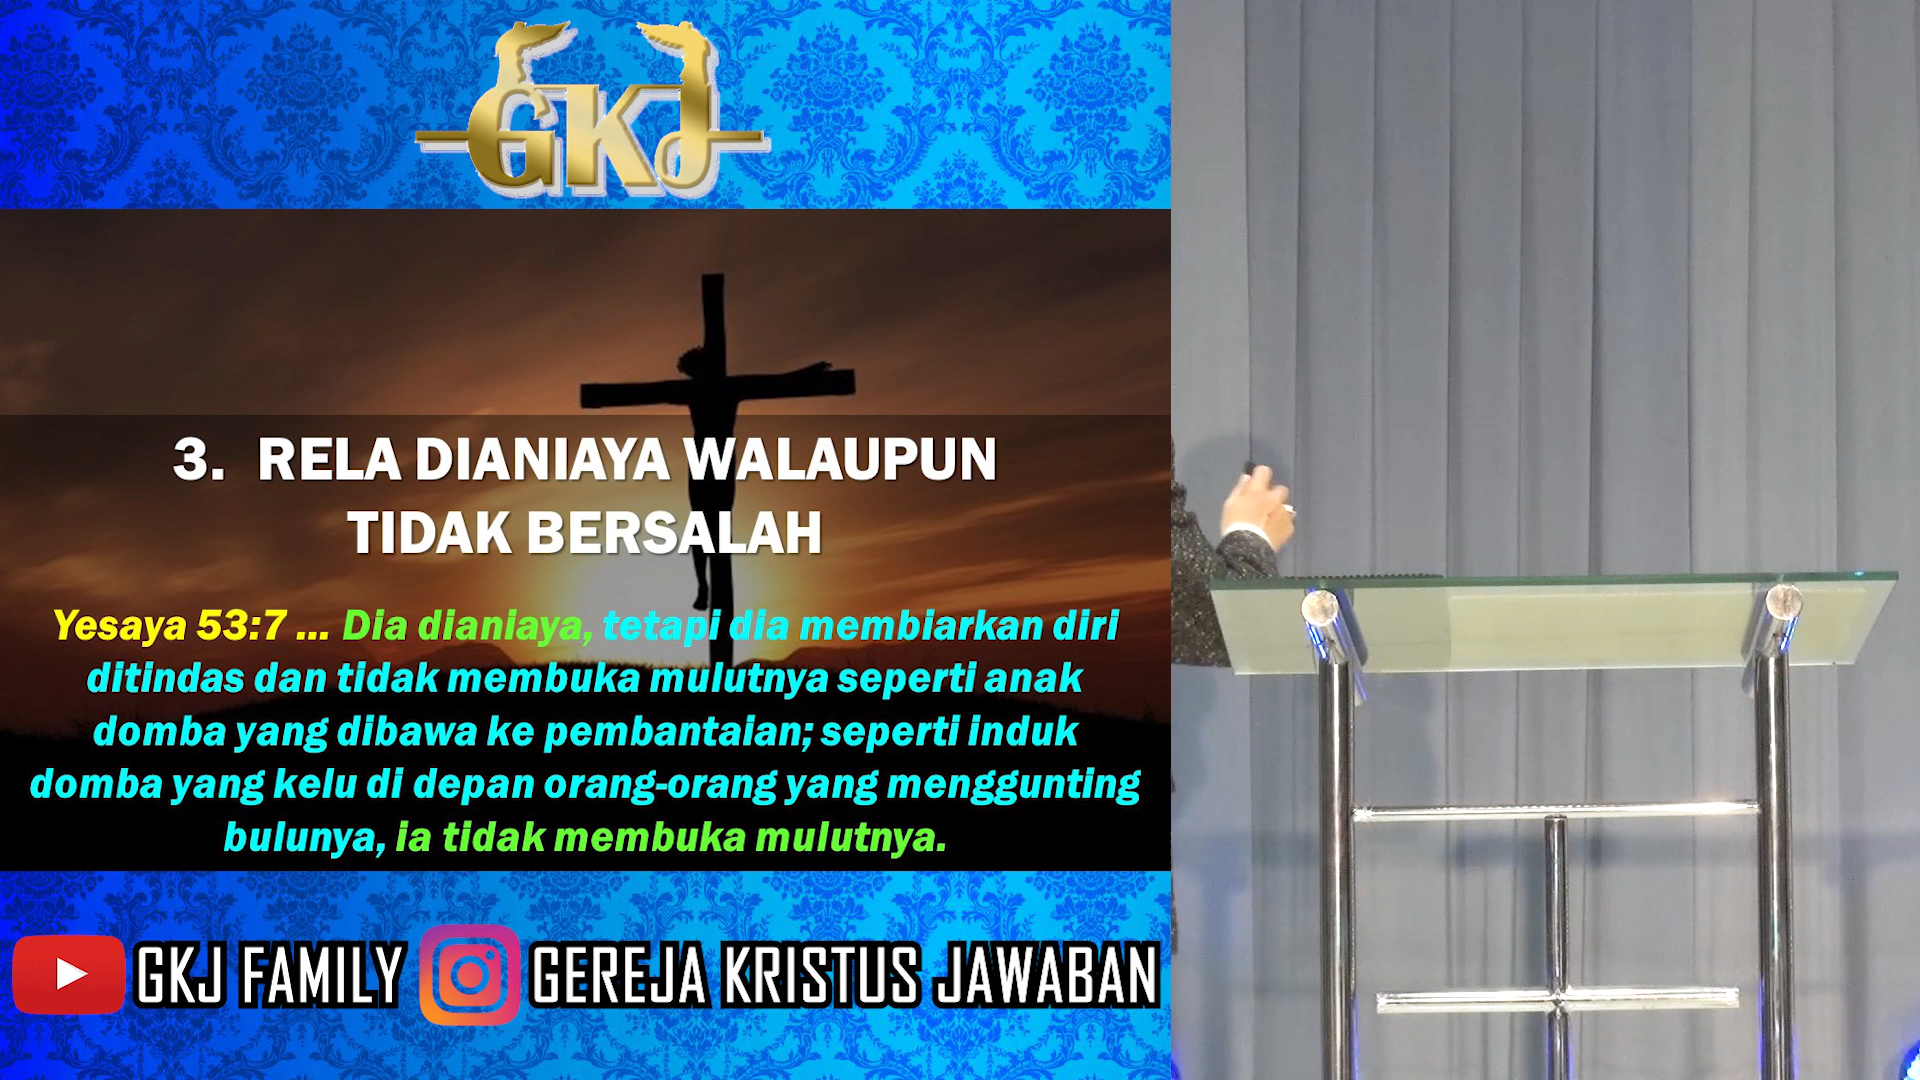 GKJ
3. RELA DIANIAYA WALAUPUN
TIDAK BERSALAH
Yesaya 53:7 ... Dia dianiaya, tetapi dia membiarkan diri
ditindas dan tidak membuka mulutnya seperti anak
domba yang dibawa ke pembantaian; seperti induk
domba yang kelu di depan orang-orang yang menggunting
bulunya, ia tidak membuka mulutnya.
GKJ FAMILY GEREJA KRISTUS JAWABAN